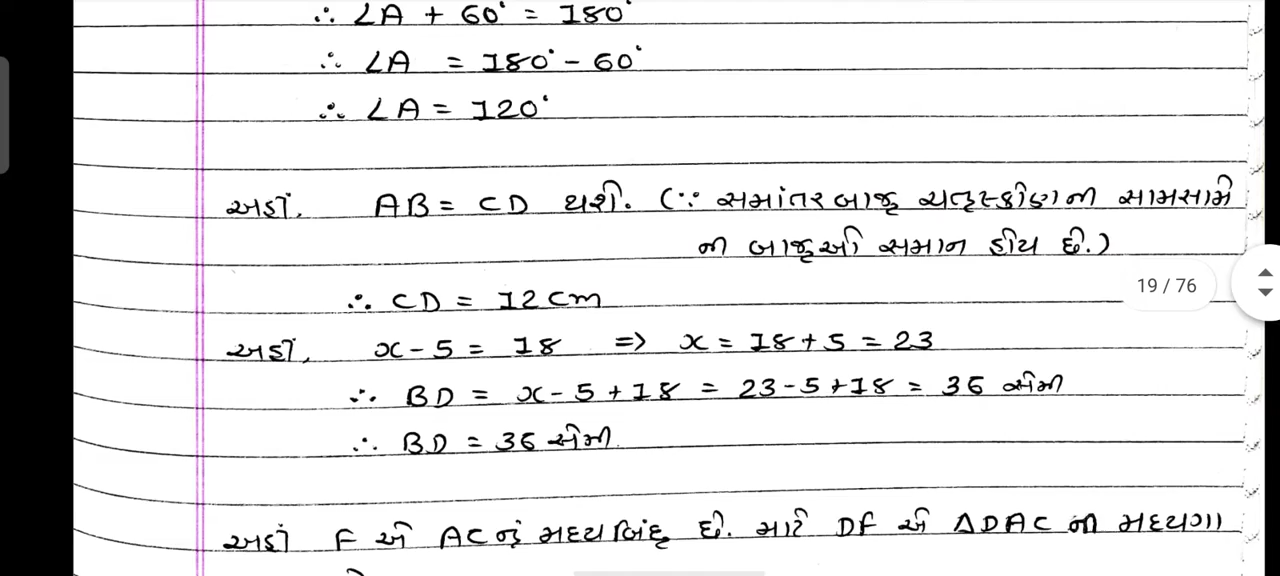 ∴ ∠A + 60° = 180°
∴ ∠A = 180° - 60°
∴ ∠A = 120°
અહીં, AB = CD થશે. (∵ સમાંતરબાજુ ચતુષ્કોણની સામસામે
ની બાજુઓ સમાન હોય છે.)
19 / 76
∴ CD = 12 cm
અહીં, x - 5 = 18 ⇒ x = 18 + 5 = 23
∴ BD = x - 5 + 18 = 23 - 5 + 18 = 36 સેમી
∴ BD = 36 સેમી.
અહીં F એ AC નું મધ્યબિંદુ છે. માટે DF એ ΔDAC ની મધ્યગા